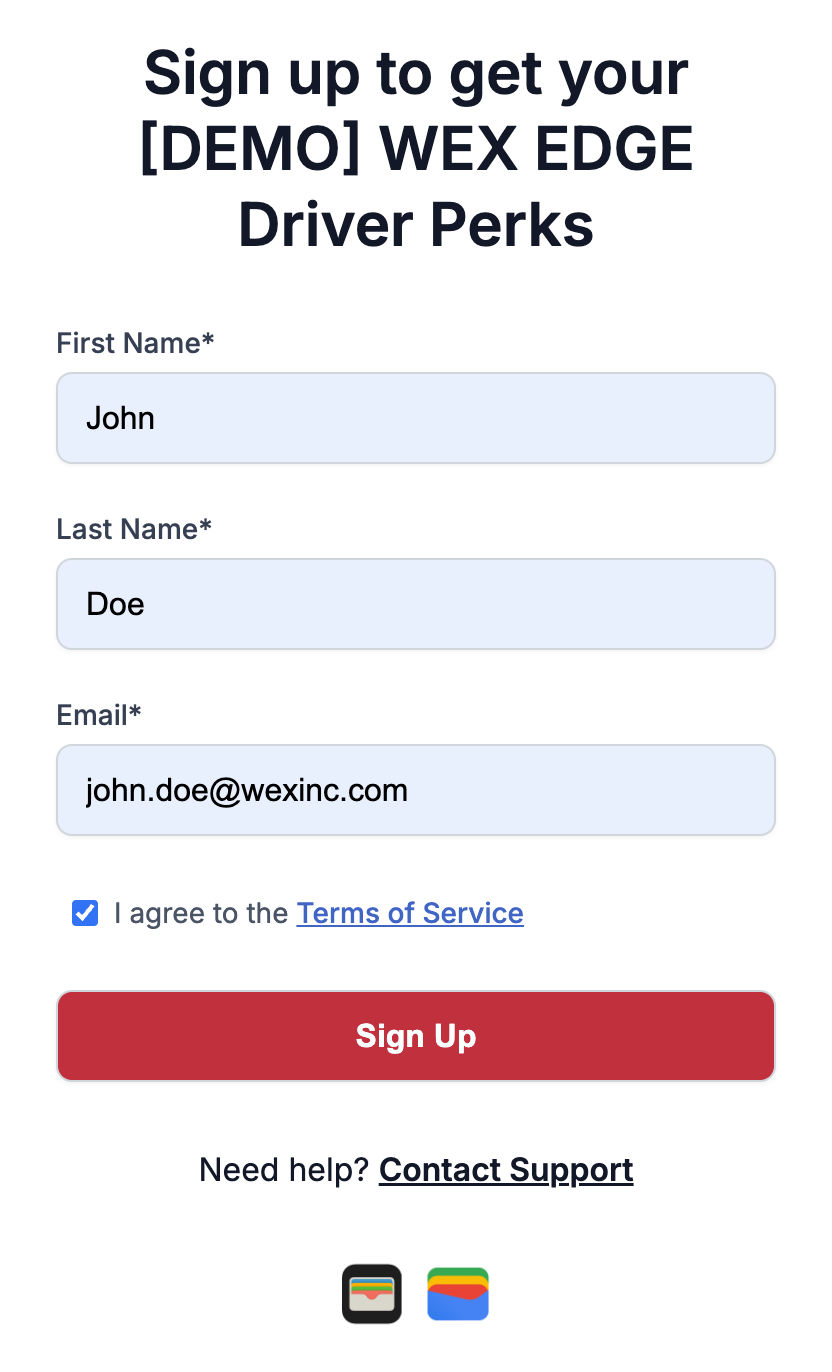 Sign up to get your
[DEMO] WEX EDGE
Driver Perks
First Name*
John
Last Name*
Doe
Email*
john.doe@wexinc.com
I agree to the Terms of Service
Sign Up
Need help? Contact Support